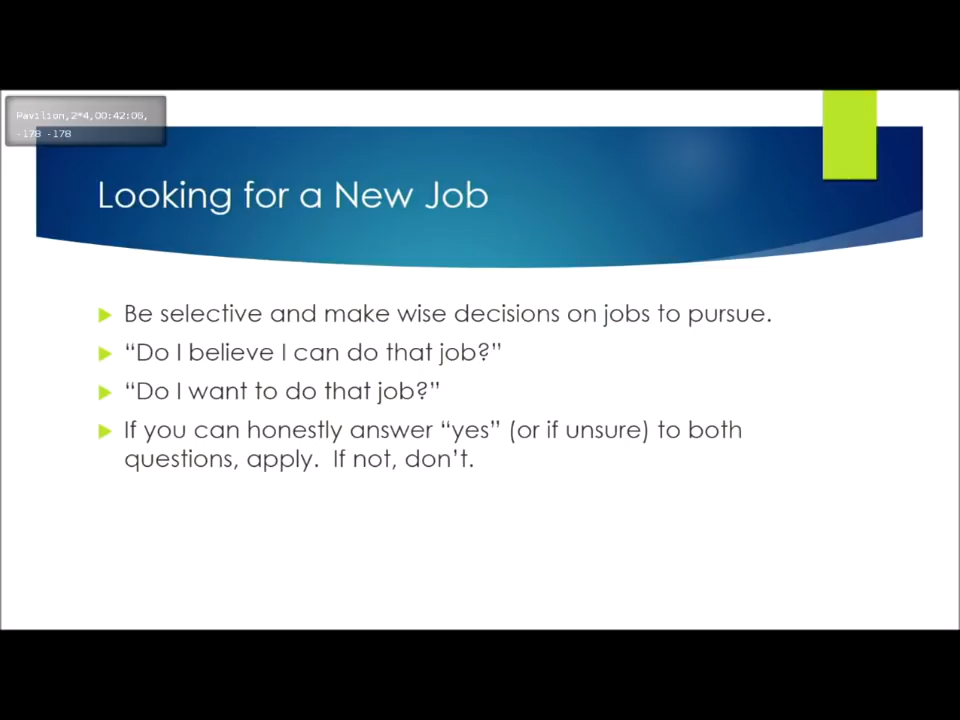 Pavilion,2*4,00:42:06,
-178 -178
Looking for a New Job
Be selective and make wise decisions on jobs to pursue.
“Do I believe I can do that job?”
“Do I want to do that job?”
If you can honestly answer “yes” (or if unsure) to both
questions, apply.  If not, don’t.